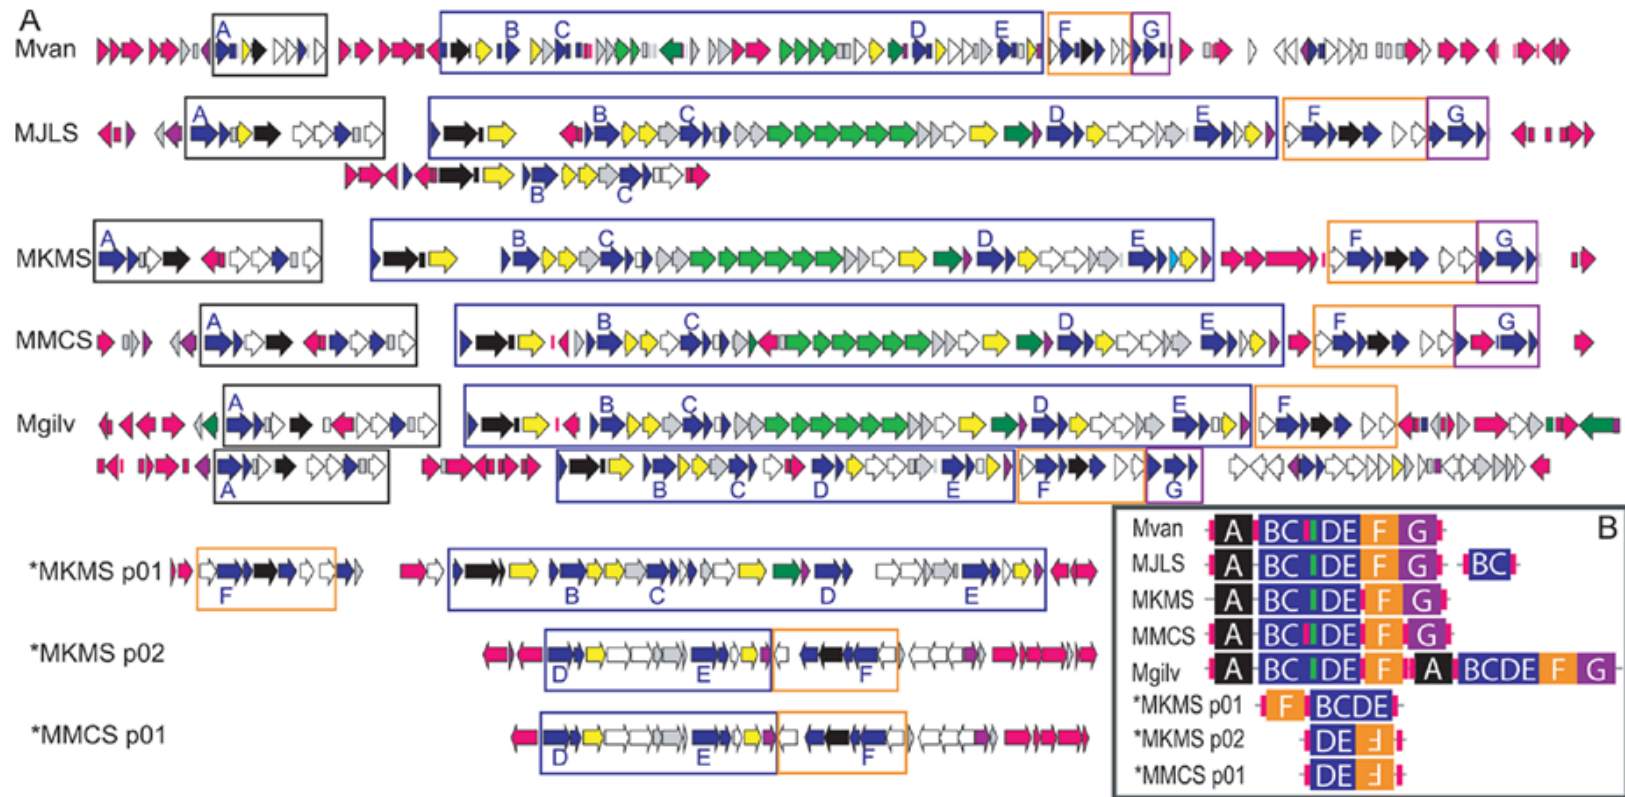 A
Mvan A B C D E F G
MJLS A B C D E F G
B C
MKMS A B C D E F G
MMCS A B C D E F G
Mgilv A B C D E F
A B C D E F G
*MKMS p01 F B C D E
*MKMS p02 D E F
*MMCS p01 D E F
B
Mvan A BC DE F G
MJLS A BC DE F G BC
MKMS A BC DE F G
MMCS A BC DE F G
Mgilv A BC DE F A BCDE F G
*MKMS p01 F BCDE
*MKMS p02 DE F
*MMCS p01 DE F